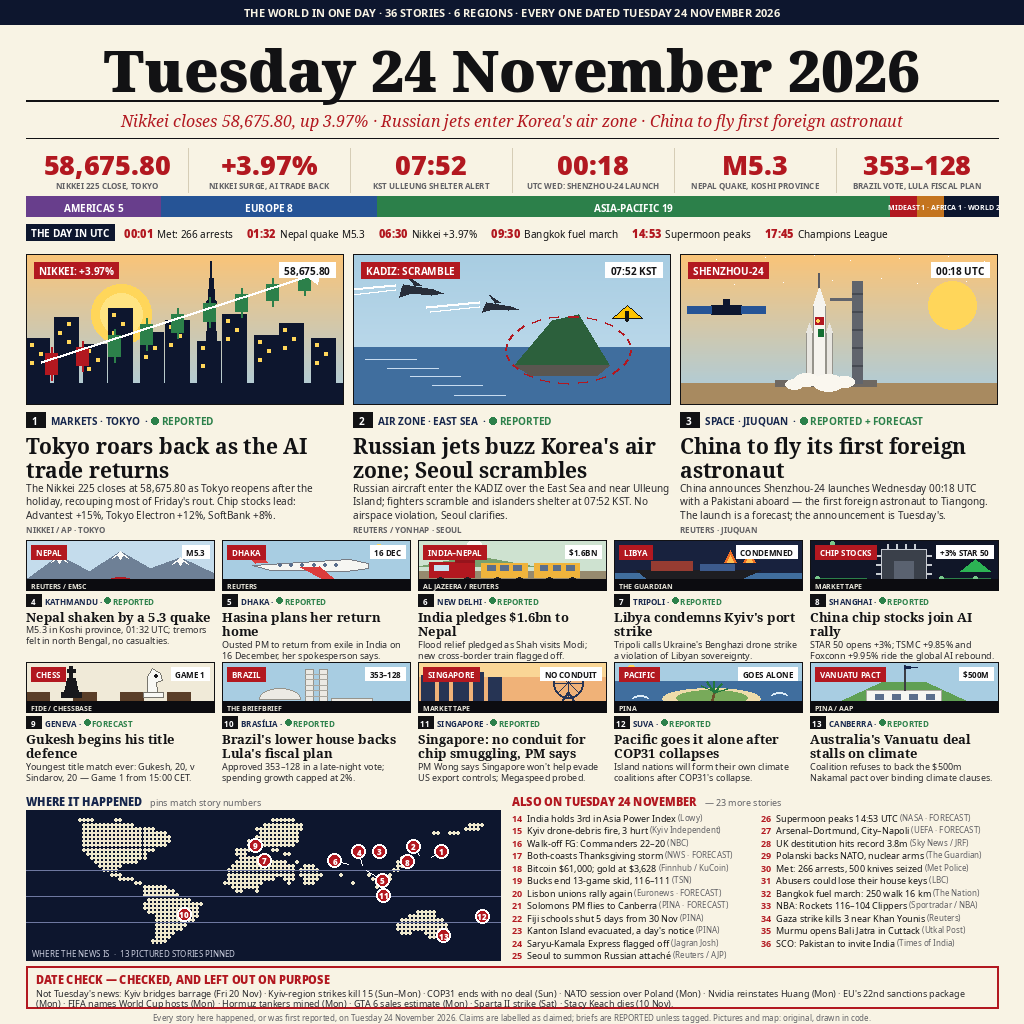 THE WORLD IN ONE DAY · 36 STORIES · 6 REGIONS · EVERY ONE DATED TUESDAY 24 NOVEMBER 2026
Tuesday 24 November 2026
Nikkei closes 58,675.80, up 3.97% · Russian jets enter Korea's air zone · China to fly first foreign astronaut
58,675.80
NIKKEI 225 CLOSE, TOKYO
+3.97%
NIKKEI SURGE, AI TRADE BACK
07:52
KST ULLEUNG SHELTER ALERT
00:18
UTC WED: SHENZHOU-24 LAUNCH
M5.3
NEPAL QUAKE, KOSHI PROVINCE
353–128
BRAZIL VOTE, LULA FISCAL PLAN
AMERICAS 5
EUROPE 8
ASIA-PACIFIC 19
MIDEAST 1 · AFRICA 1 · WORLD 2
THE DAY IN UTC
00:01 Met: 266 arrests
01:32 Nepal quake M5.3
06:30 Nikkei +3.97%
09:30 Bangkok fuel march
14:53 Supermoon peaks
17:45 Champions League
NIKKEI: +3.97%
58,675.80
1 MARKETS · TOKYO · REPORTED
Tokyo roars back as the AI
trade returns
The Nikkei 225 closes at 58,675.80 as Tokyo reopens after the
holiday, recouping most of Friday's rout. Chip stocks lead:
Advantest +15%, Tokyo Electron +12%, SoftBank +8%.
NIKKEI / AP · TOKYO
KADIZ: SCRAMBLE
07:52 KST
2 AIR ZONE · EAST SEA · REPORTED
Russian jets buzz Korea's air
zone; Seoul scrambles
Russian aircraft enter the KADIZ over the East Sea and near Ulleung
Island; fighters scramble and islanders shelter at 07:52 KST. No
airspace violation, Seoul clarifies.
REUTERS / YONHAP · SEOUL
SHENZHOU-24
00:18 UTC
3 SPACE · JIUQUAN · REPORTED + FORECAST
China to fly its first foreign
astronaut
China announces Shenzhou-24 launches Wednesday 00:18 UTC
with a Pakistani aboard — the first foreign astronaut to Tiangong.
The launch is a forecast; the announcement is Tuesday's.
REUTERS · JIUQUAN
NEPAL
M5.3
REUTERS / EMSC
4 KATHMANDU · REPORTED
Nepal shaken by a 5.3 quake
M5.3 in Koshi province, 01:32 UTC; tremors
felt in north Bengal, no casualties.
DHAKA
16 DEC
REUTERS
5 DHAKA · REPORTED
Hasina plans her return
home
Ousted PM to return from exile in India on
16 December, her spokesperson says.
INDIA–NEPAL
$1.6BN
AL JAZEERA / REUTERS
6 NEW DELHI · REPORTED
India pledges $1.6bn to
Nepal
Flood relief pledged as Shah visits Modi;
new cross-border train flagged off.
LIBYA
CONDEMNED
THE GUARDIAN
7 TRIPOLI · REPORTED
Libya condemns Kyiv's port
strike
Tripoli calls Ukraine's Benghazi drone strike
a violation of Libyan sovereignty.
CHIP STOCKS
+3% STAR 50
MARKETTAPE
8 SHANGHAI · REPORTED
China chip stocks join AI
rally
STAR 50 opens +3%; TSMC +9.85% and
Foxconn +9.95% ride the global AI rebound.
CHESS
GAME 1
FIDE / CHESSBASE
9 GENEVA · FORECAST
Gukesh begins his title
defence
Youngest title match ever: Gukesh, 20, v
Sindarov, 20 — Game 1 from 15:00 CET.
BRAZIL
353–128
THE BRIEFBRIEF
10 BRASÍLIA · REPORTED
Brazil's lower house backs
Lula's fiscal plan
Approved 353–128 in a late-night vote;
spending growth capped at 2%.
SINGAPORE
NO CONDUIT
MARKETTAPE
11 SINGAPORE · REPORTED
Singapore: no conduit for
chip smuggling, PM says
PM Wong says Singapore won't help evade
US export controls; Megaspeed probed.
PACIFIC
GOES ALONE
PINA
12 SUVA · REPORTED
Pacific goes it alone after
COP31 collapses
Island nations will form their own climate
coalitions after COP31's collapse.
VANUATU PACT
$500M
PINA / AAP
13 CANBERRA · REPORTED
Australia's Vanuatu deal
stalls on climate
Coalition refuses to back the $500m
Nakamal pact over binding climate clauses.
WHERE IT HAPPENED pins match story numbers
9
7
6
4
3
2
8
1
5
11
10
12
13
WHERE THE NEWS IS · 13 PICTURED STORIES PINNED
ALSO ON TUESDAY 24 NOVEMBER — 23 more stories
14 India holds 3rd in Asia Power Index (Lowy)
15 Kyiv drone-debris fire, 3 hurt (Kyiv Independent)
16 Walk-off FG: Commanders 22–20 (NBC)
17 Both-coasts Thanksgiving storm (NWS · FORECAST)
18 Bitcoin $61,000; gold at $3,628 (Finnhub / KuCoin)
19 Bucks end 13-game skid, 116–111 (TSN)
20 Lisbon unions rally again (Euronews · FORECAST)
21 Solomons PM flies to Canberra (PINA · FORECAST)
22 Fiji schools shut 5 days from 30 Nov (PINA)
23 Kanton Island evacuated, a day's notice (PINA)
24 Saryu-Kamala Express flagged off (Jagran Josh)
25 Seoul to summon Russian attaché (Reuters / AJP)
26 Supermoon peaks 14:53 UTC (NASA · FORECAST)
27 Arsenal–Dortmund, City–Napoli (UEFA · FORECAST)
28 UK destitution hits record 3.8m (Sky News / JRF)
29 Polanski backs NATO, nuclear arms (The Guardian)
30 Met: 266 arrests, 500 knives seized (Met Police)
31 Abusers could lose their house keys (LBC)
32 Bangkok fuel march: 250 walk 16 km (The Nation)
33 NBA: Rockets 116–104 Clippers (Sportradar / NBA)
34 Gaza strike kills 3 near Khan Younis (Reuters)
35 Murmu opens Bali Jatra in Cuttack (Utkal Post)
36 SCO: Pakistan to invite India (Times of India)
DATE CHECK — CHECKED, AND LEFT OUT ON PURPOSE
Not Tuesday's news: Kyiv bridges barrage (Fri 20 Nov) · Kyiv-region strikes kill 15 (Sun–Mon) · COP31 ends with no deal (Sun) · NATO session over Poland (Mon) · Nvidia reinstates Huang (Mon) · EU's 22nd sanctions package
(Mon) · FIFA names World Cup hosts (Mon) · Hormuz tankers mined (Mon) · GTA 6 sales estimate (Mon) · Sparta II strike (Sat) · Stacy Keach dies (10 Nov).
Every story here happened, or was first reported, on Tuesday 24 November 2026. Claims are labelled as claimed; briefs are REPORTED unless tagged. Pictures and map: original, drawn in code.